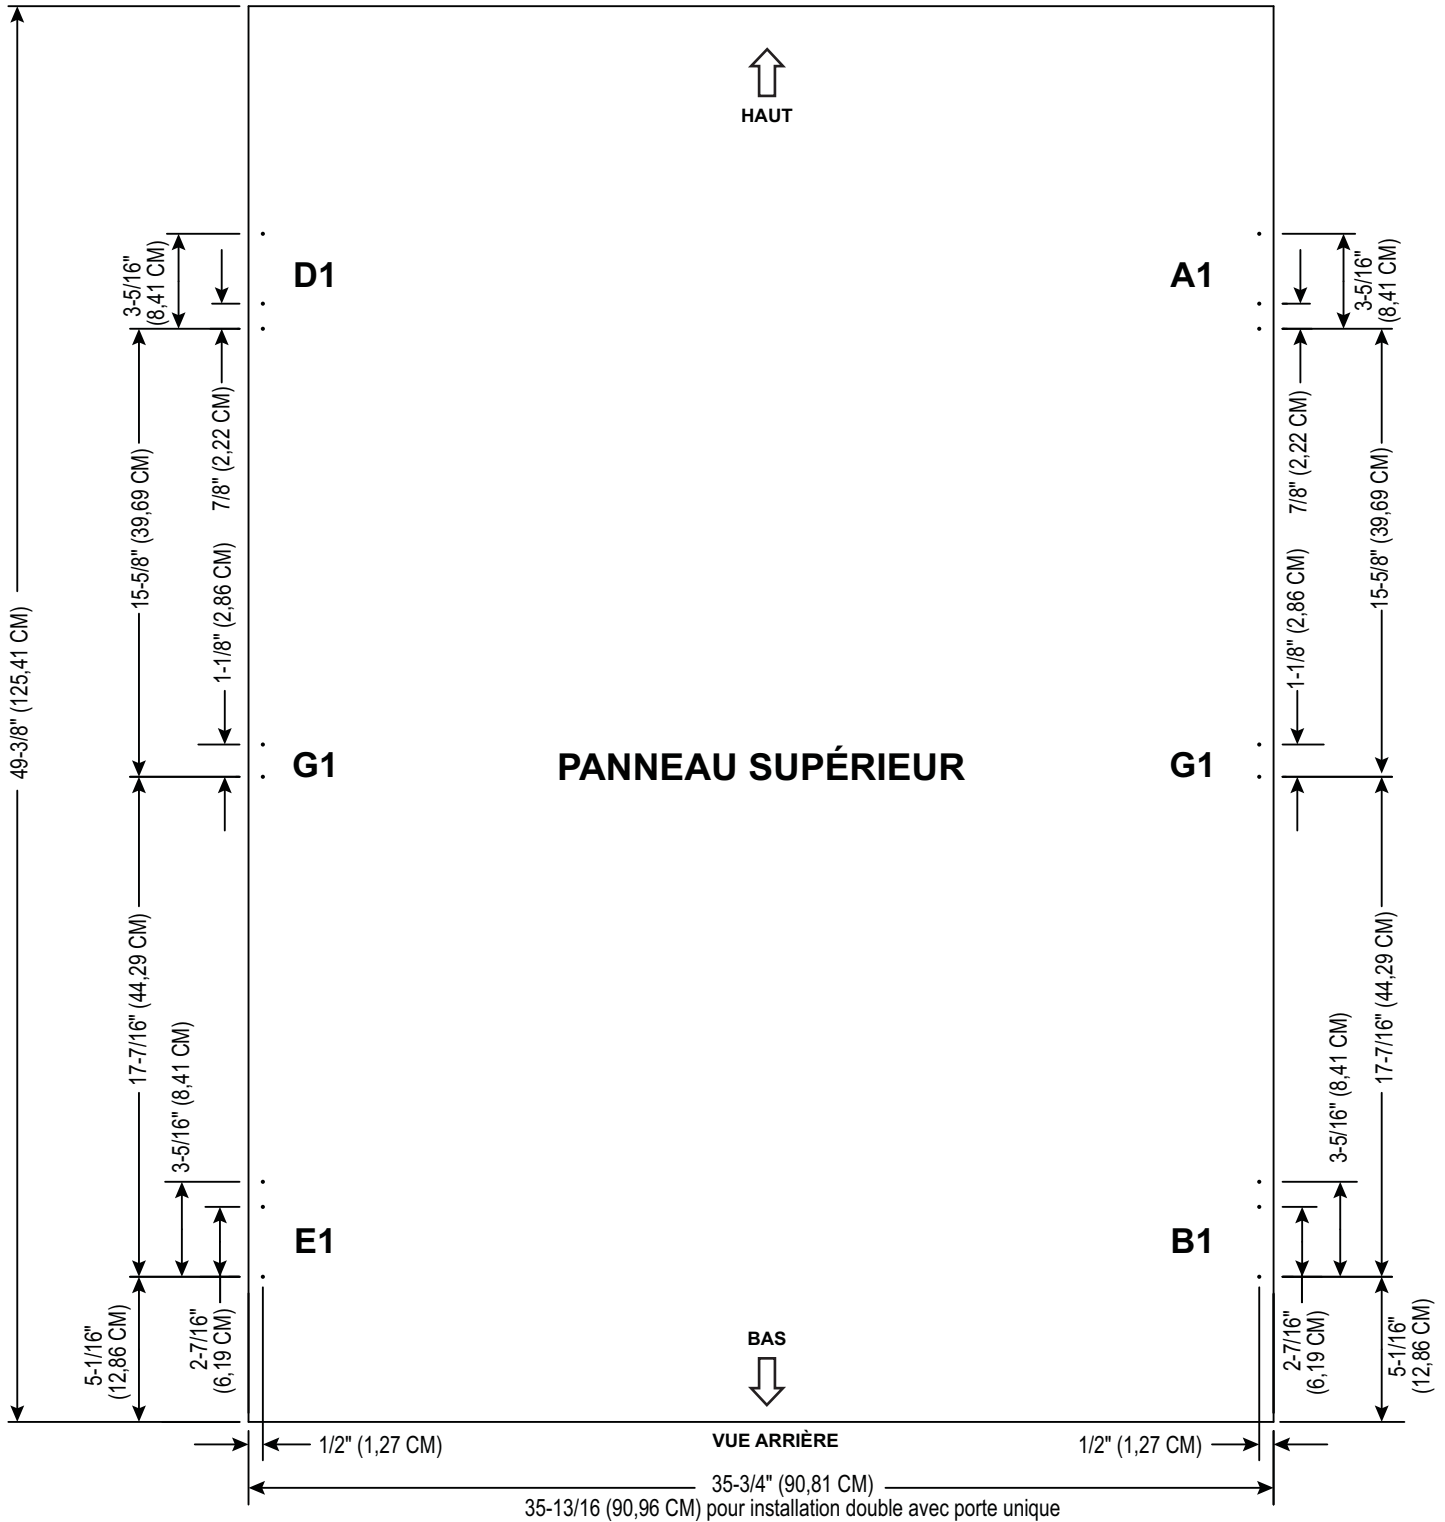 HAUT
3-5/16"
(8,41 CM)
D1
A1
3-5/16"
(8,41 CM)
7/8" (2,22 CM)
7/8" (2,22 CM)
15-5/8" (39,69 CM)
15-5/8" (39,69 CM)
1-1/8" (2,86 CM)
1-1/8" (2,86 CM)
49-3/8" (125,41 CM)
G1
PANNEAU SUPÉRIEUR
G1
17-7/16" (44,29 CM)
17-7/16" (44,29 CM)
3-5/16" (8,41 CM)
3-5/16" (8,41 CM)
E1
B1
5-1/16"
(12,86 CM)
2-7/16"
(6,19 CM)
BAS
2-7/16"
(6,19 CM)
5-1/16"
(12,86 CM)
1/2" (1,27 CM)
VUE ARRIÈRE
1/2" (1,27 CM)
35-3/4" (90,81 CM)
35-13/16 (90,96 CM) pour installation double avec porte unique